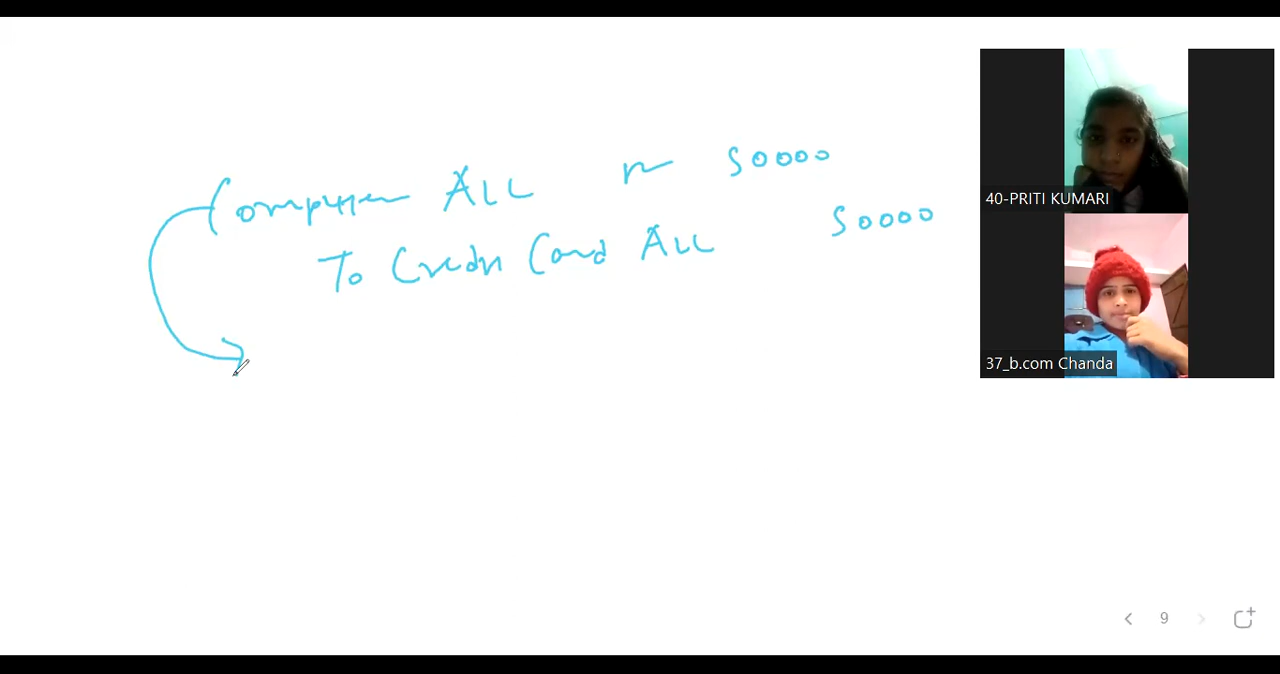 Computer A/c Dr 50000
To Credit Card A/c 50000
40-PRITI KUMARI
37_b.com Chanda
9